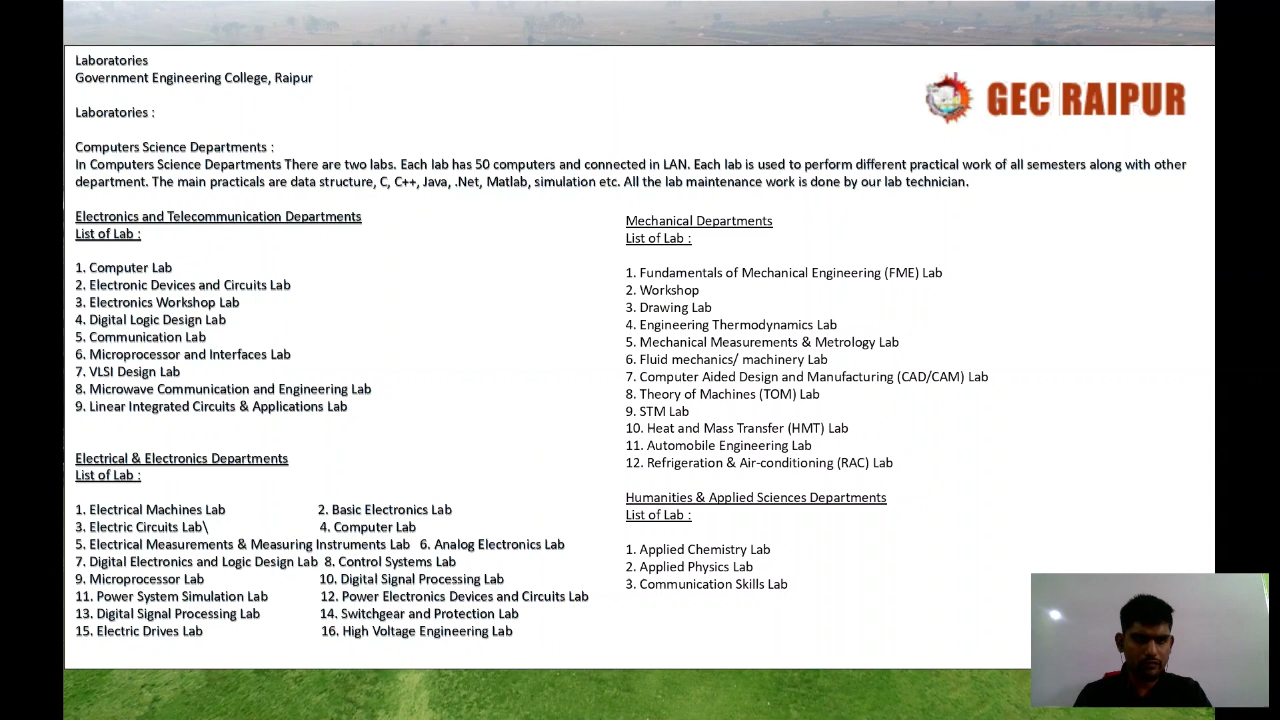 Laboratories
Government Engineering College, Raipur
GEC RAIPUR
Laboratories :
Computers Science Departments :
In Computers Science Departments There are two labs. Each lab has 50 computers and connected in LAN. Each lab is used to perform different practical work of all semesters along with other
department. The main practicals are data structure, C, C++, Java, .Net, Matlab, simulation etc. All the lab maintenance work is done by our lab technician.
Electronics and Telecommunication Departments
List of Lab :
1. Computer Lab
2. Electronic Devices and Circuits Lab
3. Electronics Workshop Lab
4. Digital Logic Design Lab
5. Communication Lab
6. Microprocessor and Interfaces Lab
7. VLSI Design Lab
8. Microwave Communication and Engineering Lab
9. Linear Integrated Circuits & Applications Lab
Electrical & Electronics Departments
List of Lab :
1. Electrical Machines Lab 2. Basic Electronics Lab
3. Electric Circuits Lab\ 4. Computer Lab
5. Electrical Measurements & Measuring Instruments Lab 6. Analog Electronics Lab
7. Digital Electronics and Logic Design Lab 8. Control Systems Lab
9. Microprocessor Lab 10. Digital Signal Processing Lab
11. Power System Simulation Lab 12. Power Electronics Devices and Circuits Lab
13. Digital Signal Processing Lab 14. Switchgear and Protection Lab
15. Electric Drives Lab 16. High Voltage Engineering Lab
Mechanical Departments
List of Lab :
1. Fundamentals of Mechanical Engineering (FME) Lab
2. Workshop
3. Drawing Lab
4. Engineering Thermodynamics Lab
5. Mechanical Measurements & Metrology Lab
6. Fluid mechanics/ machinery Lab
7. Computer Aided Design and Manufacturing (CAD/CAM) Lab
8. Theory of Machines (TOM) Lab
9. STM Lab
10. Heat and Mass Transfer (HMT) Lab
11. Automobile Engineering Lab
12. Refrigeration & Air-conditioning (RAC) Lab
Humanities & Applied Sciences Departments
List of Lab :
1. Applied Chemistry Lab
2. Applied Physics Lab
3. Communication Skills Lab